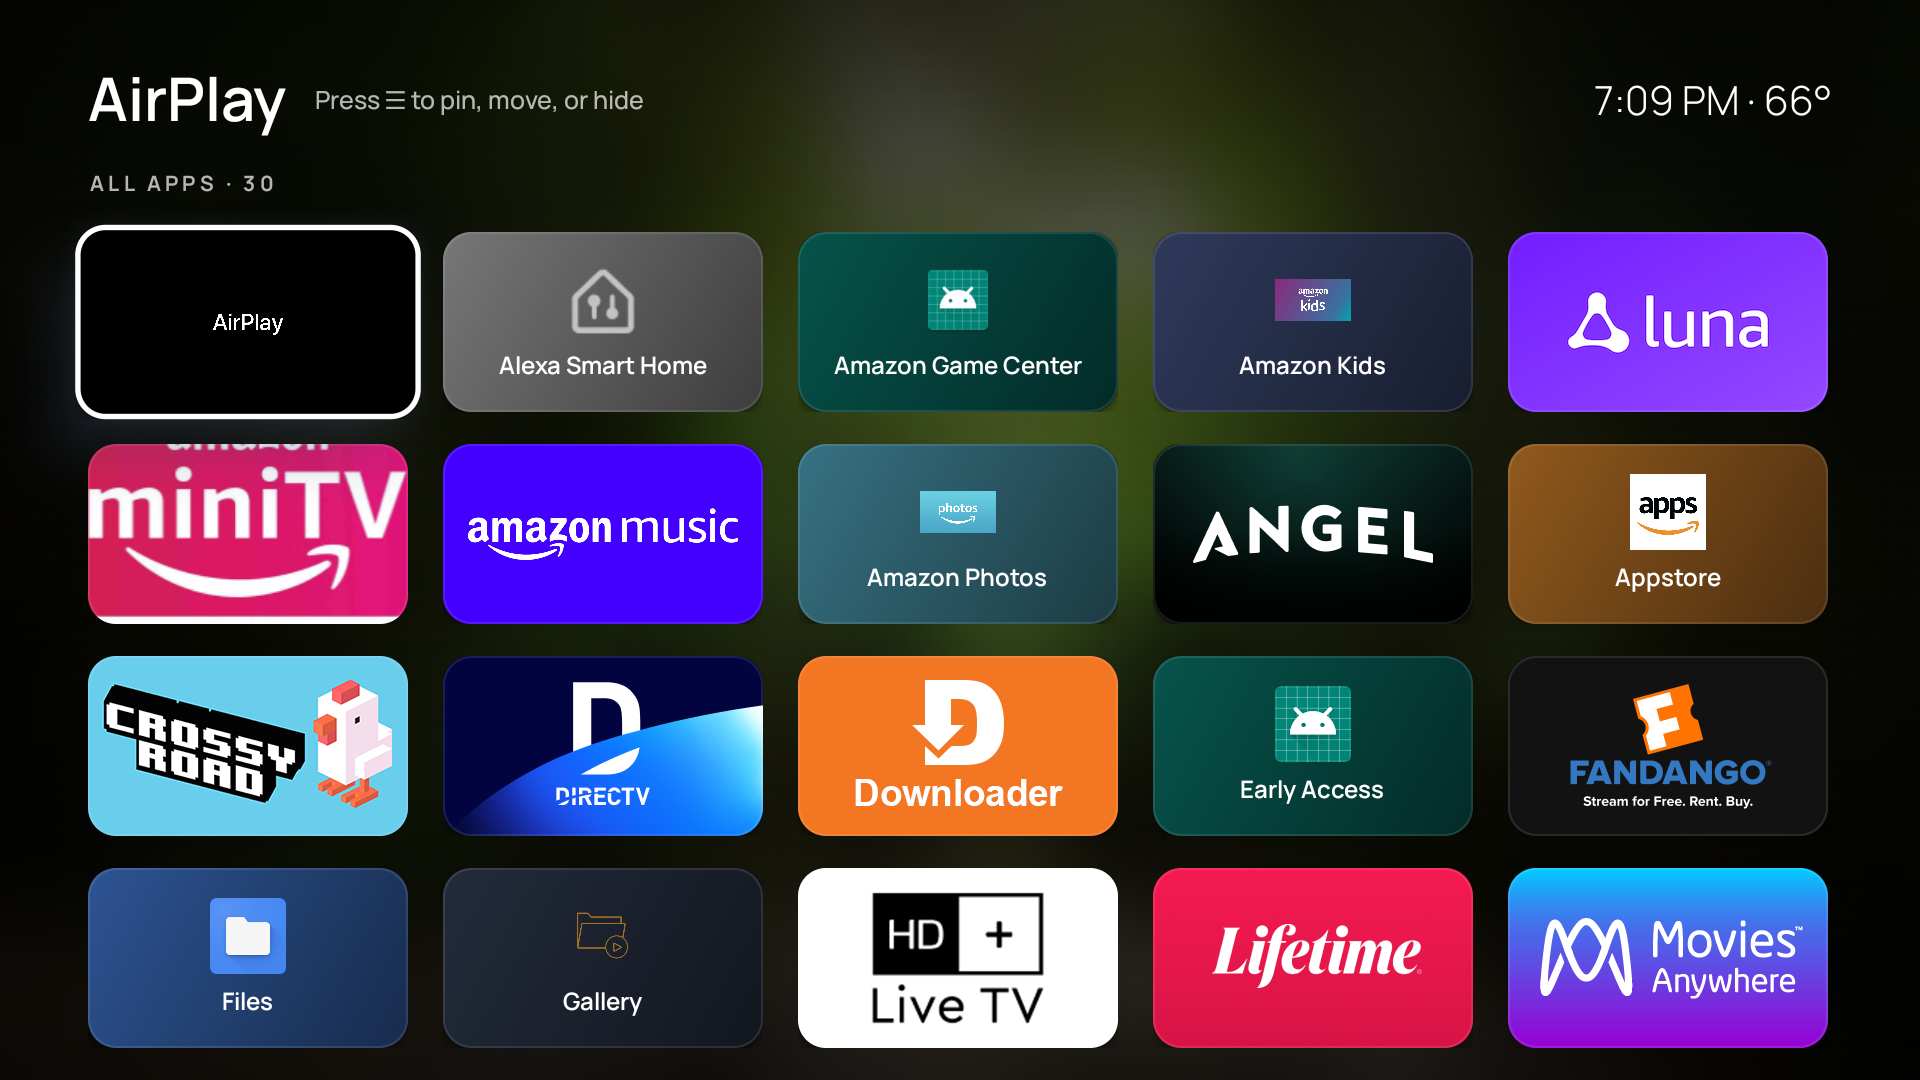 AirPlay
Press ☰ to pin, move, or hide
7:09 PM · 66°
ALL APPS · 30
AirPlay
Alexa Smart Home
Amazon Game Center
amazon
kids
Amazon Kids
luna
amazon
miniTV
amazon music
photos
Amazon Photos
ANGEL
apps
Appstore
CROSSY
ROAD
D
DIRECTV
D
Downloader
Early Access
F
FANDANGO®
Stream for Free. Rent. Buy.
Files
Gallery
HD +
Live TV
Lifetime
Movies™
Anywhere